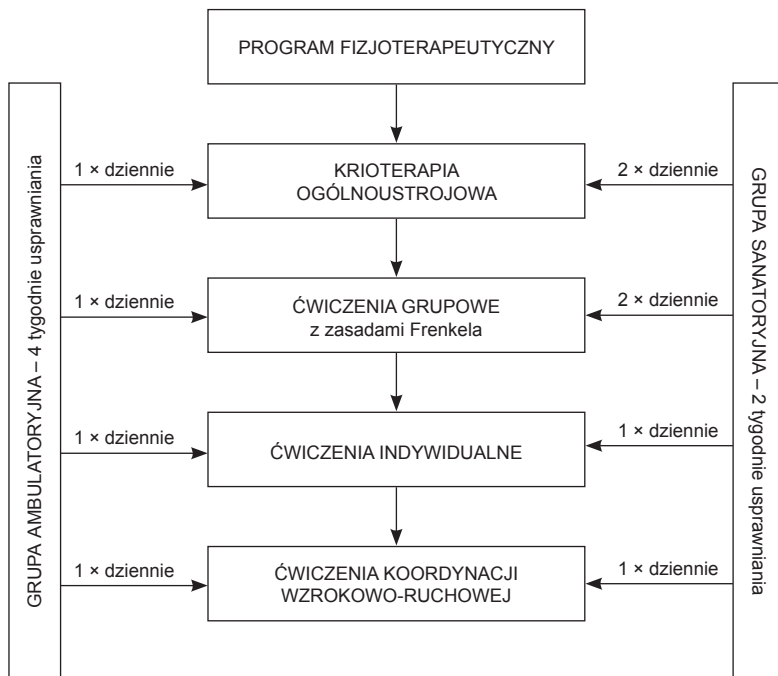 PROGRAM FIZJOTERAPEUTYCZNY
GRUPA AMBULATORYJNA – 4 tygodnie usprawniania
1 × dziennie
KRIOTERAPIA
OGÓLNOUSTROJOWA
2 × dziennie
1 × dziennie
ĆWICZENIA GRUPOWE
z zasadami Frenkela
2 × dziennie
1 × dziennie
ĆWICZENIA INDYWIDUALNE
1 × dziennie
1 × dziennie
ĆWICZENIA KOORDYNACJI
WZROKOWO-RUCHOWEJ
1 × dziennie
GRUPA SANATORYJNA – 2 tygodnie usprawniania